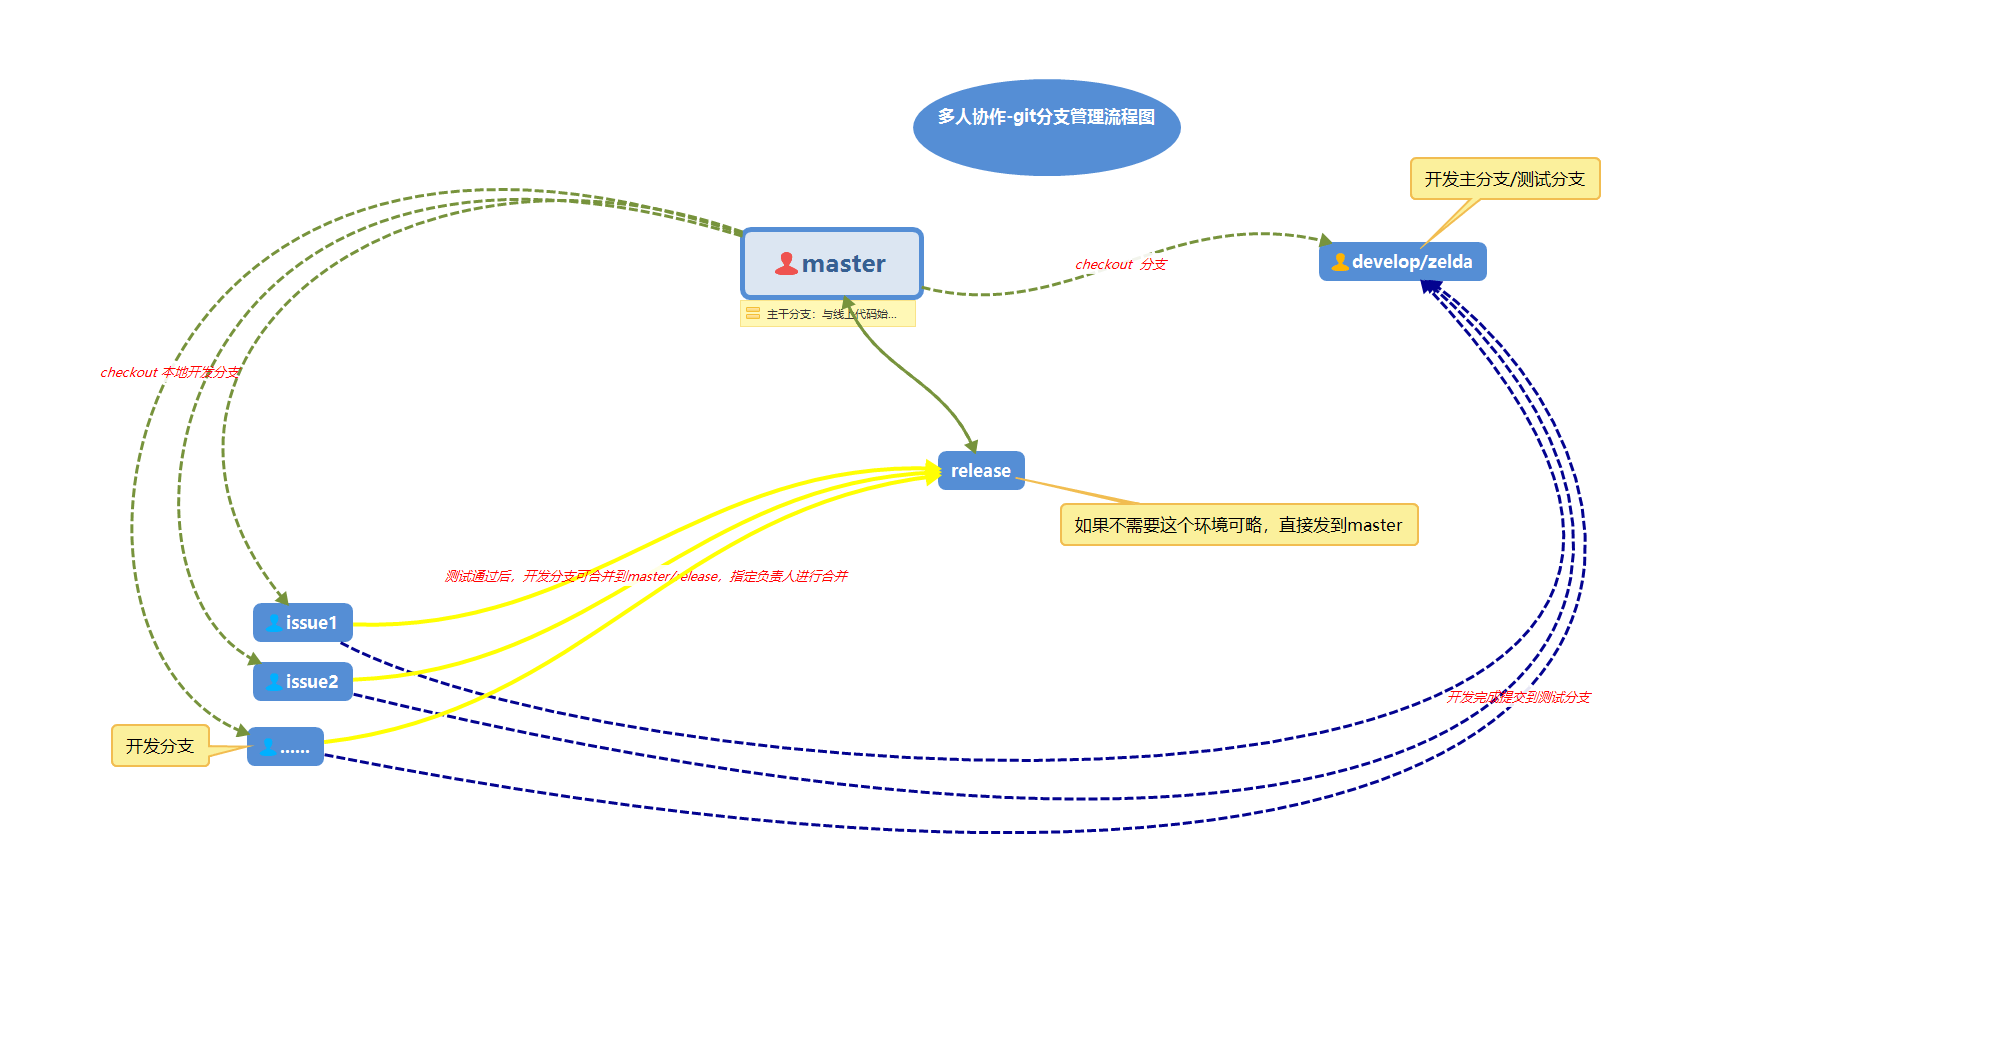 多人协作-git分支管理流程图
开发主分支/测试分支
master
checkout 分支
develop/zelda
主干分支：与线上代码始...
checkout 本地开发分支
release
如果不需要这个环境可略，直接发到master
测试通过后，开发分支可合并到master/release，指定负责人进行合并
issue1
issue2
开发完成提交到测试分支
开发分支
......